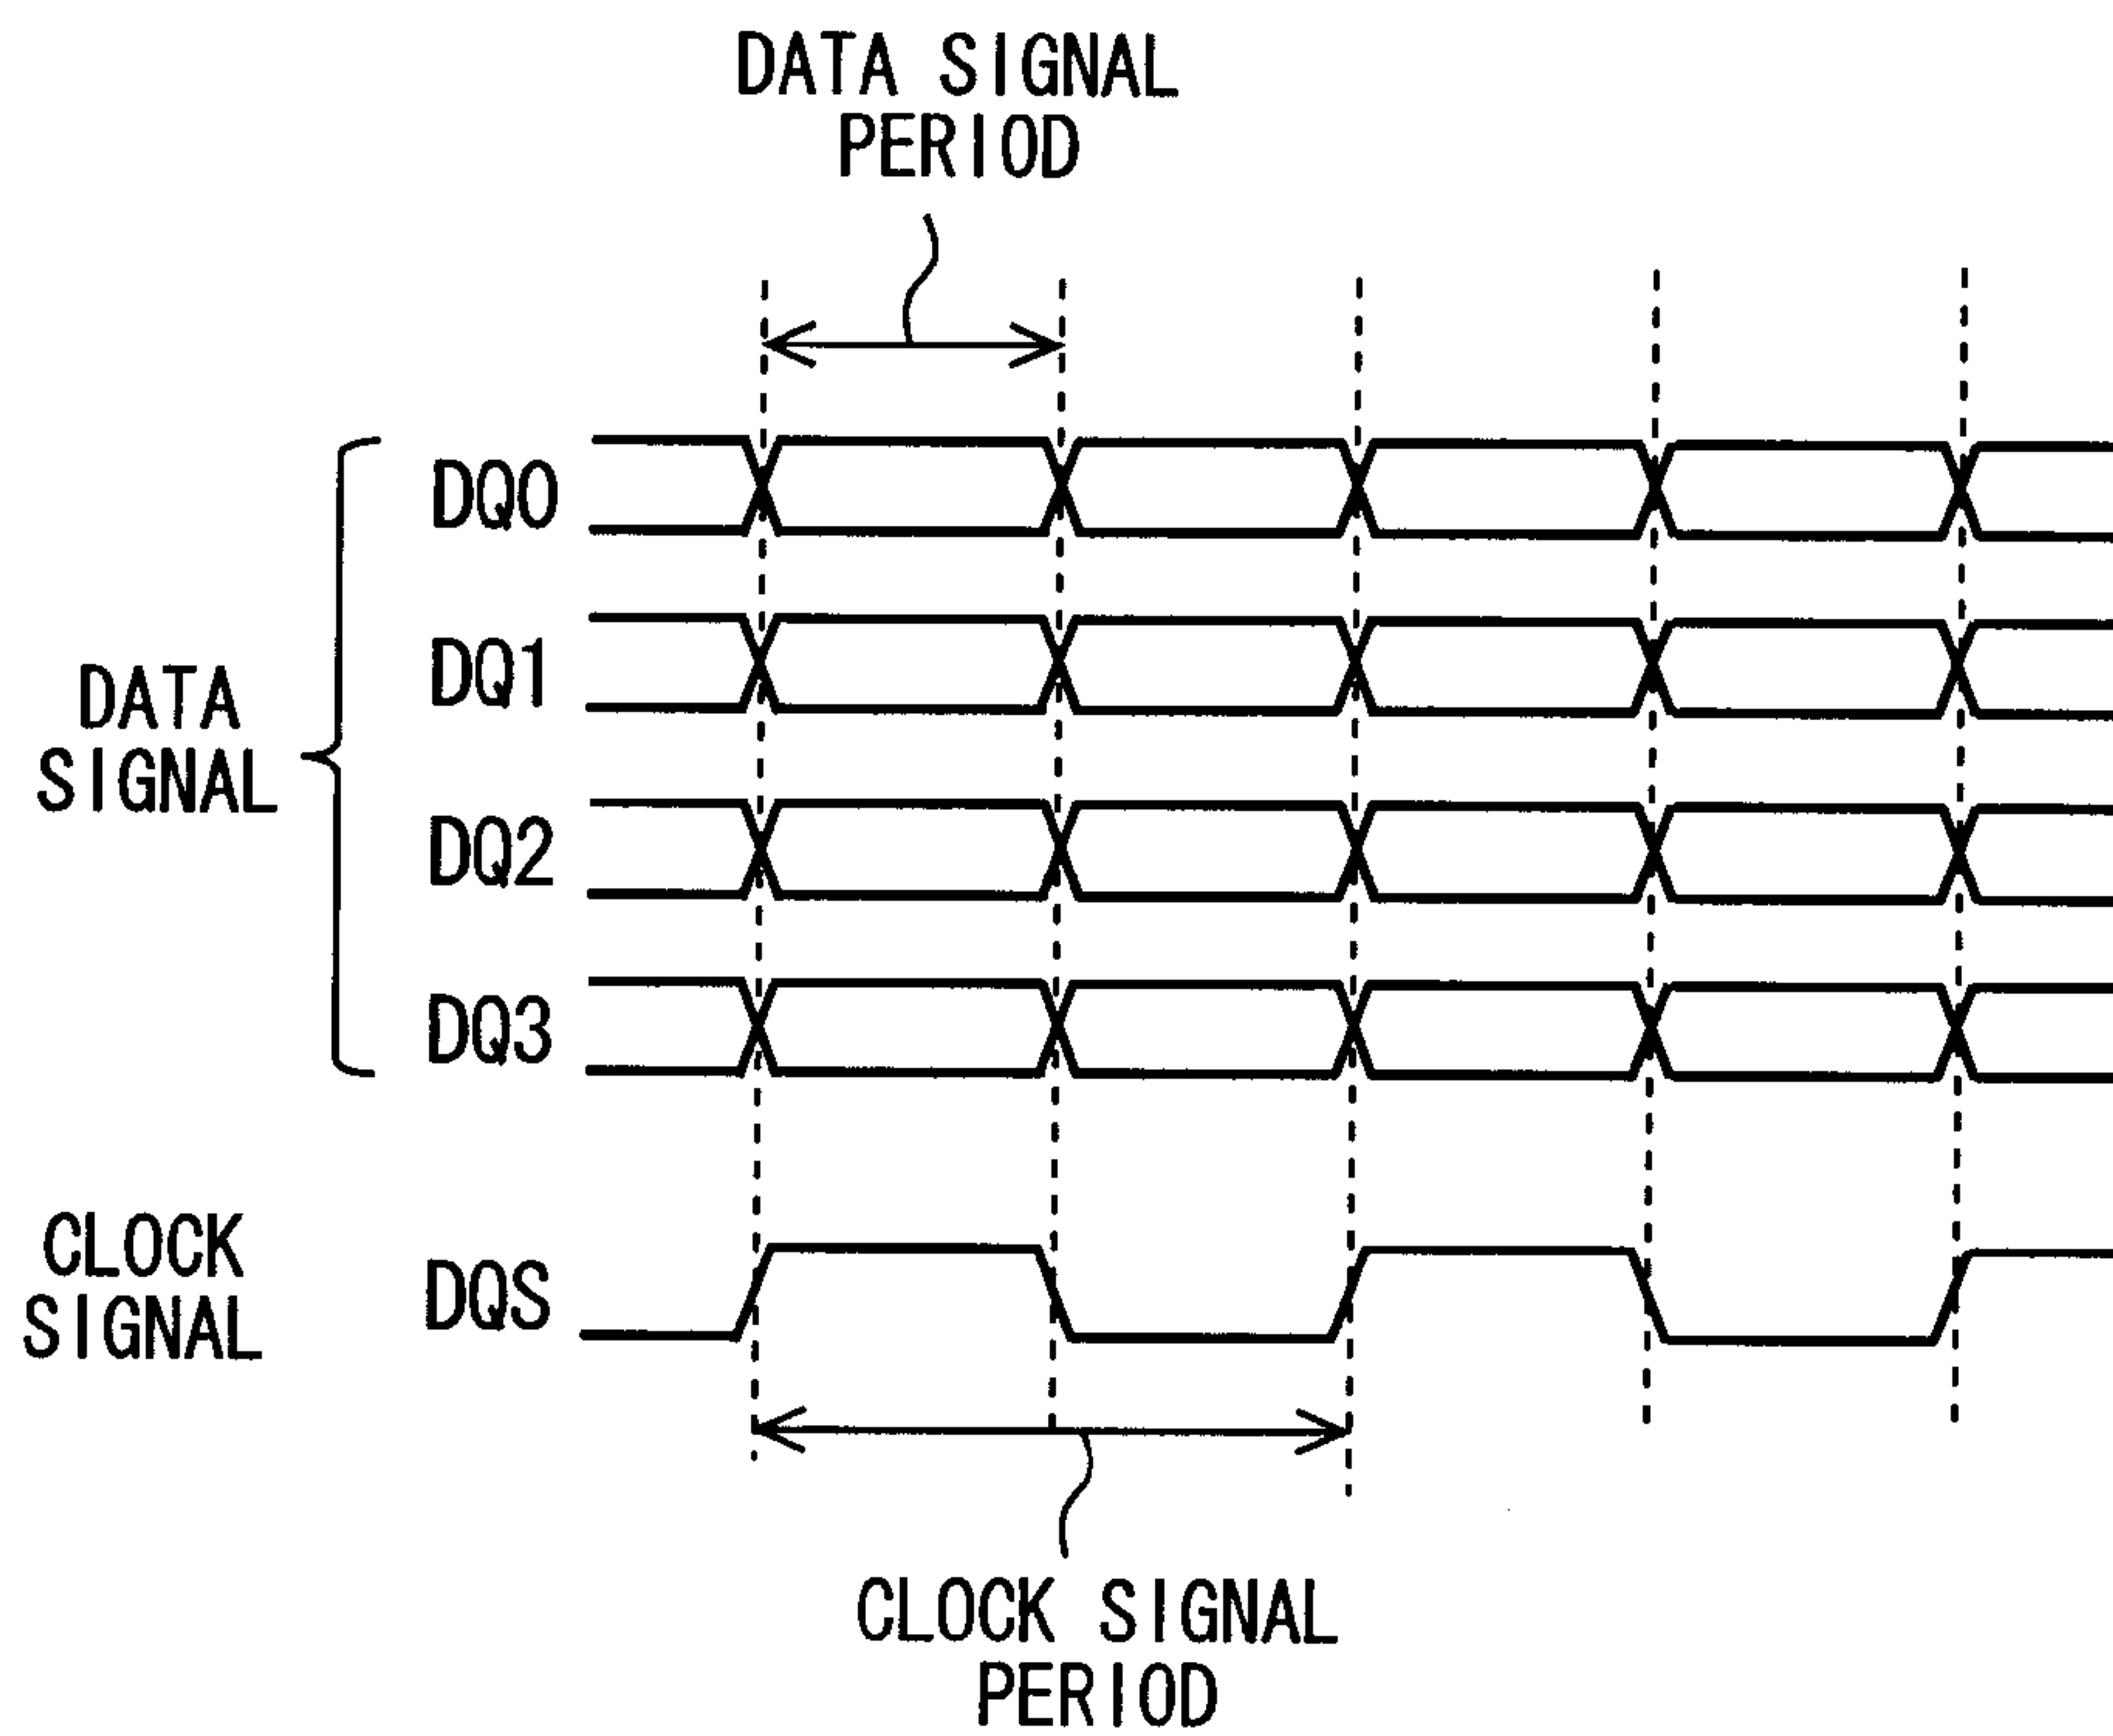 DATA SIGNAL
PERIOD
DQ0
DQ1
DATA
SIGNAL
DQ2
DQ3
CLOCK
SIGNAL
DQS
CLOCK SIGNAL
PERIOD